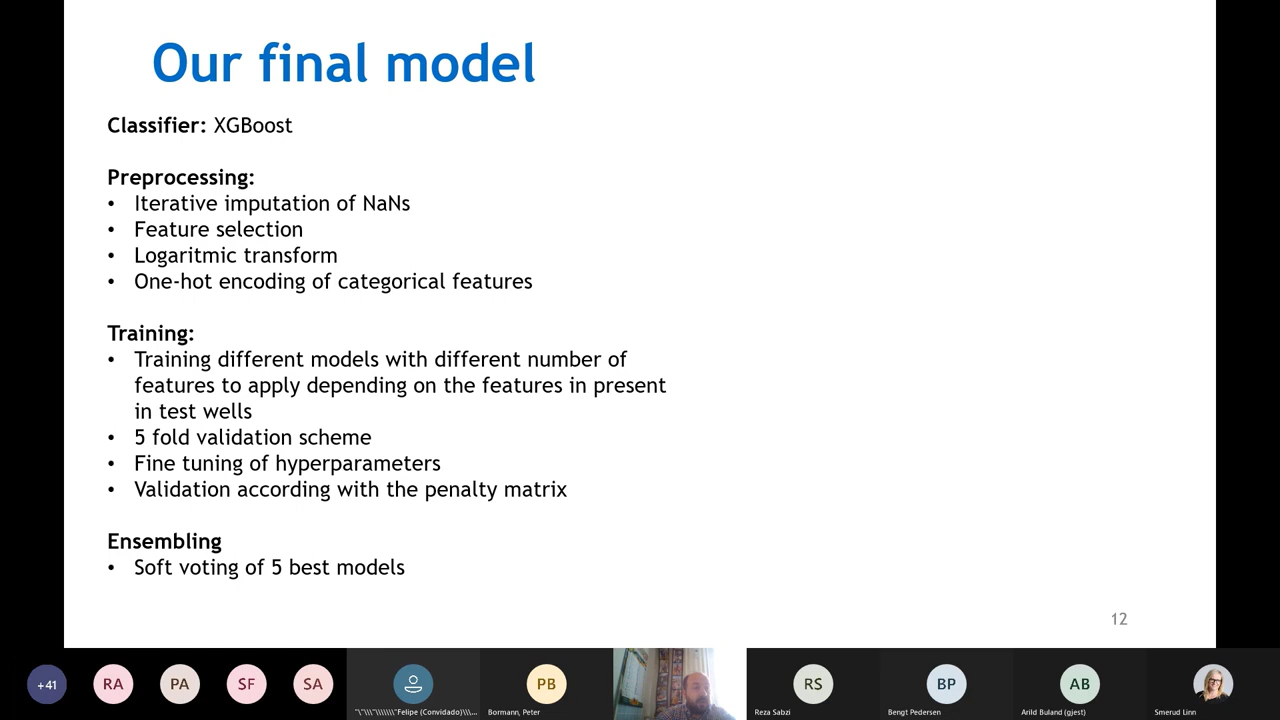 Our final model
Classifier: XGBoost
Preprocessing:
• Iterative imputation of NaNs
• Feature selection
• Logaritmic transform
• One-hot encoding of categorical features
Training:
• Training different models with different number of
features to apply depending on the features in present
in test wells
• 5 fold validation scheme
• Fine tuning of hyperparameters
• Validation according with the penalty matrix
Ensembling
• Soft voting of 5 best models
12
+41
RA
PA
SF
SA
PB
RS
BP
AB
"\"\\\"\\\\\\\"Felipe (Convidado)\\\...
Bormann, Peter
Reza Sabzi
Bengt Pedersen
Arild Buland (gjest)
Smerud Linn